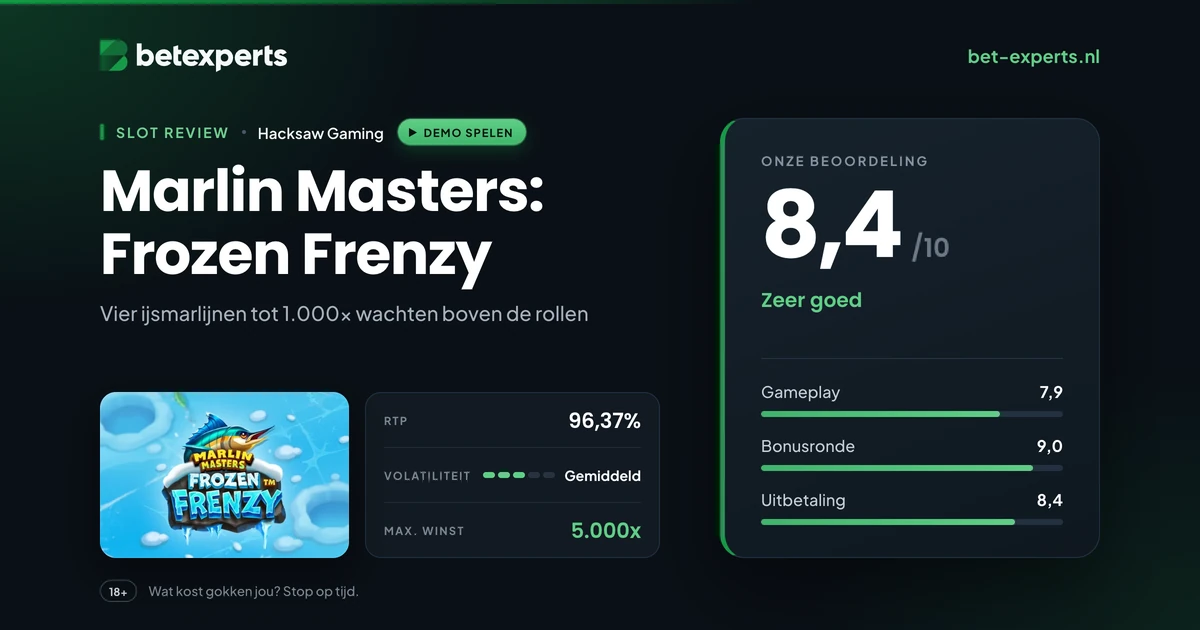 betexperts
bet-experts.nl
SLOT REVIEW • Hacksaw Gaming ▶ DEMO SPELEN
Marlin Masters:
Frozen Frenzy
Vier ijsmarlijnen tot 1.000× wachten boven de rollen
MARLIN
MASTERS
FROZEN™
FRENZY
RTP 96,37%
VOLATILITEIT Gemiddeld
MAX. WINST 5.000x
ONZE BEOORDELING
8,4 /10
Zeer goed
Gameplay 7,9
Bonusronde 9,0
Uitbetaling 8,4
18+ Wat kost gokken jou? Stop op tijd.